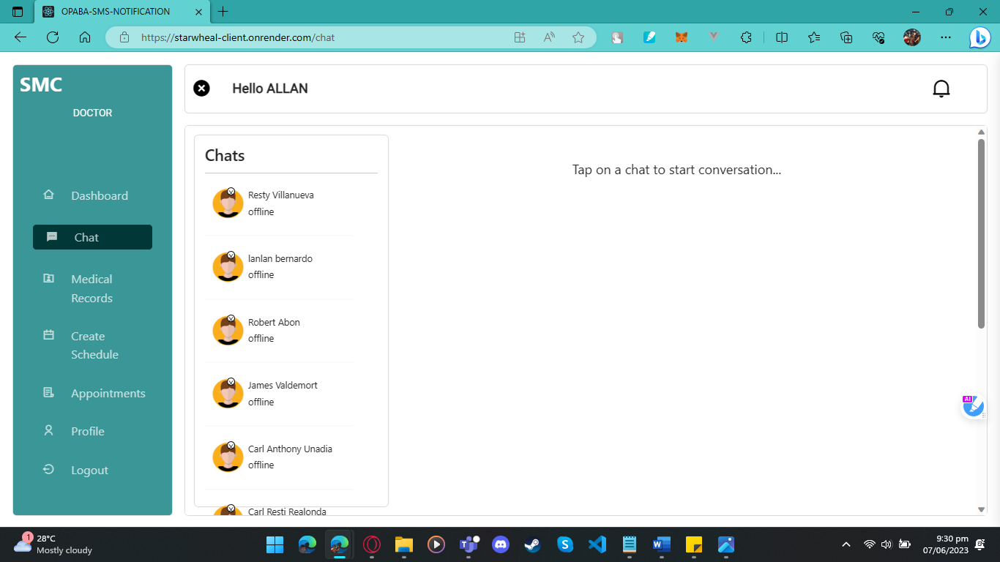 OPABA-SMS-NOTIFICATION
https://starwheal-client.onrender.com/chat
SMC
DOCTOR
Dashboard
Chat
Medical
Records
Create
Schedule
Appointments
Profile
Logout
Hello ALLAN
Chats
Resty Villanueva
offline
lanlan bernardo
offline
Robert Abon
offline
James Valdemort
offline
Carl Anthony Unadia
offline
Carl Resti Realonda
Tap on a chat to start conversation...
AI
1
28°C
Mostly cloudy
9:30 pm
07/06/2023